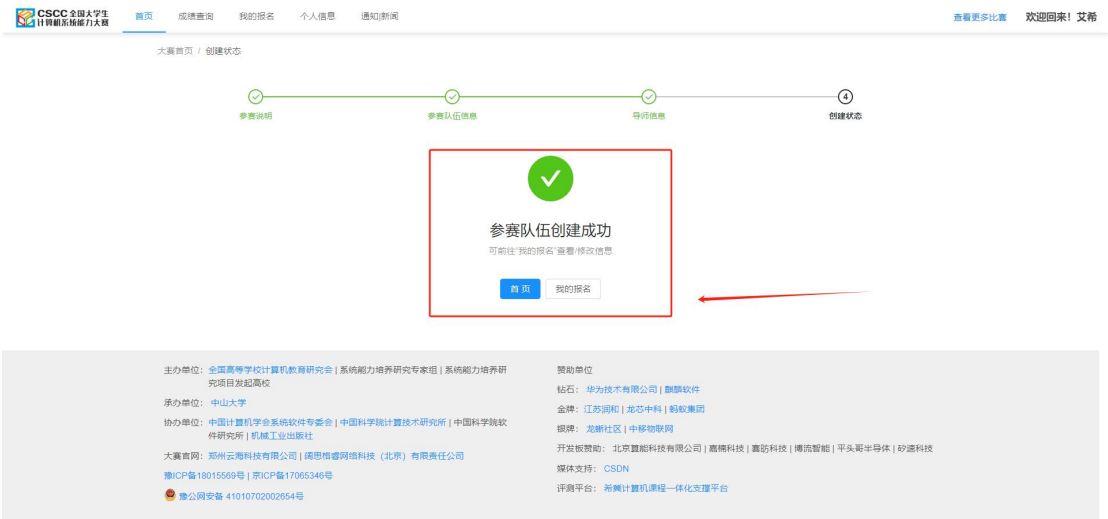 CSCC 全国大学生
计算机系统能力大赛
首页 成绩查询 我的报名 个人信息 通知|新闻 查看更多比赛 欢迎回来！艾希
大赛首页 / 创建状态
4
参赛说明 参赛队伍信息 导师信息 创建状态
参赛队伍创建成功
可前往“我的报名”查看/修改信息
首 页 我的报名
主办单位： 全国高等学校计算机教育研究会 | 系统能力培养研究专家组 | 系统能力培养研
究项目发起高校
承办单位： 中山大学
协办单位： 中国计算机学会系统软件专委会 | 中国科学院计算技术研究所 | 中国科学院软
件研究所 | 机械工业出版社
大赛官网： 郑州云海科技有限公司 | 阔思格睿网络科技（北京）有限责任公司
豫ICP备18015569号 | 京ICP备17065346号
豫公网安备 41010702002654号
赞助单位
钻石： 华为技术有限公司 | 麒麟软件
金牌： 江苏润和 | 龙芯中科 | 蚂蚁集团
银牌： 龙蜥社区 | 中移物联网
开发板赞助： 北京算能科技有限公司 | 嘉楠科技 | 赛昉科技 | 博流智能 | 平头哥半导体 | 矽速科技
媒体支持： CSDN
评测平台： 希冀计算机课程一体化支撑平台